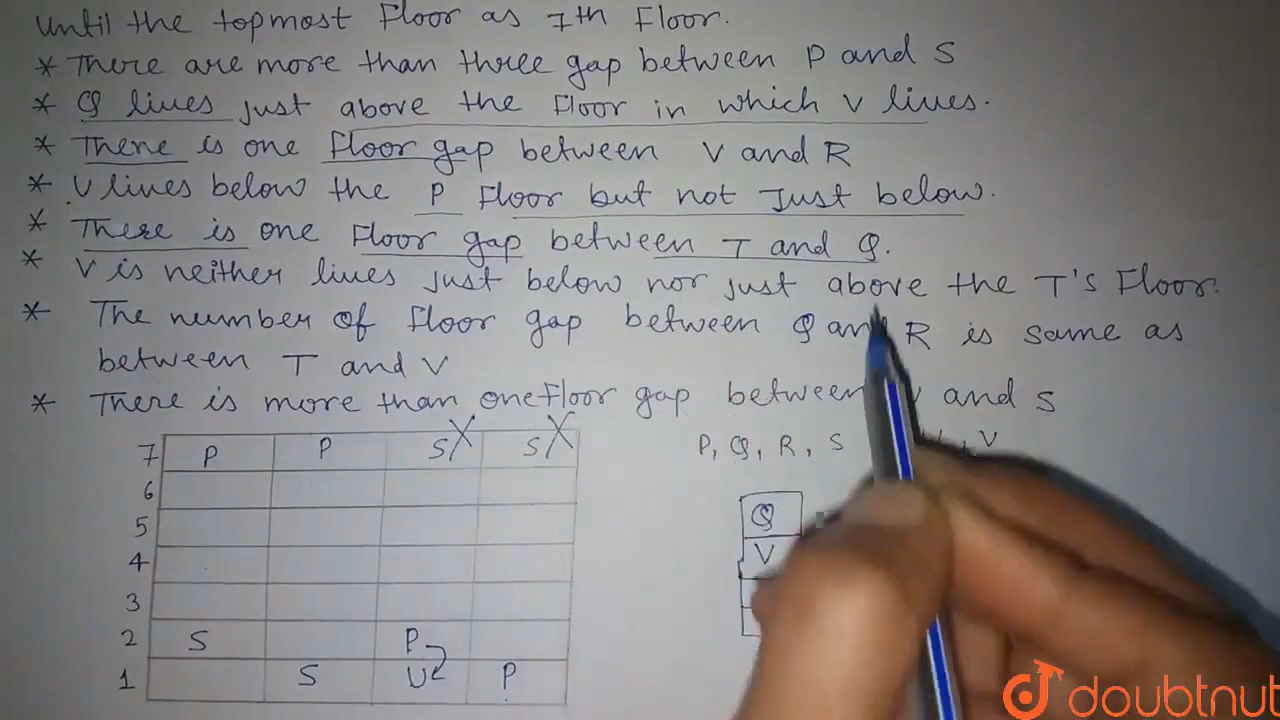 until the topmost Floor as 7th Floor.
* There are more than three gap between P and S
* Q lives just above the Floor in which V lives.
* There is one Floor gap between V and R
* U lives below the P Floor but not Just below.
* There is one Floor gap between T and Q.
* V is neither lives just below nor just above the T's Floor.
* The number of Floor gap between Q and R is same as
between T and V
* There is more than one Floor gap between and S
P, Q, R, S , V
7 P P S X S X
6
5
4
3
2 S P
1 S U P
Q
V
doubtnut